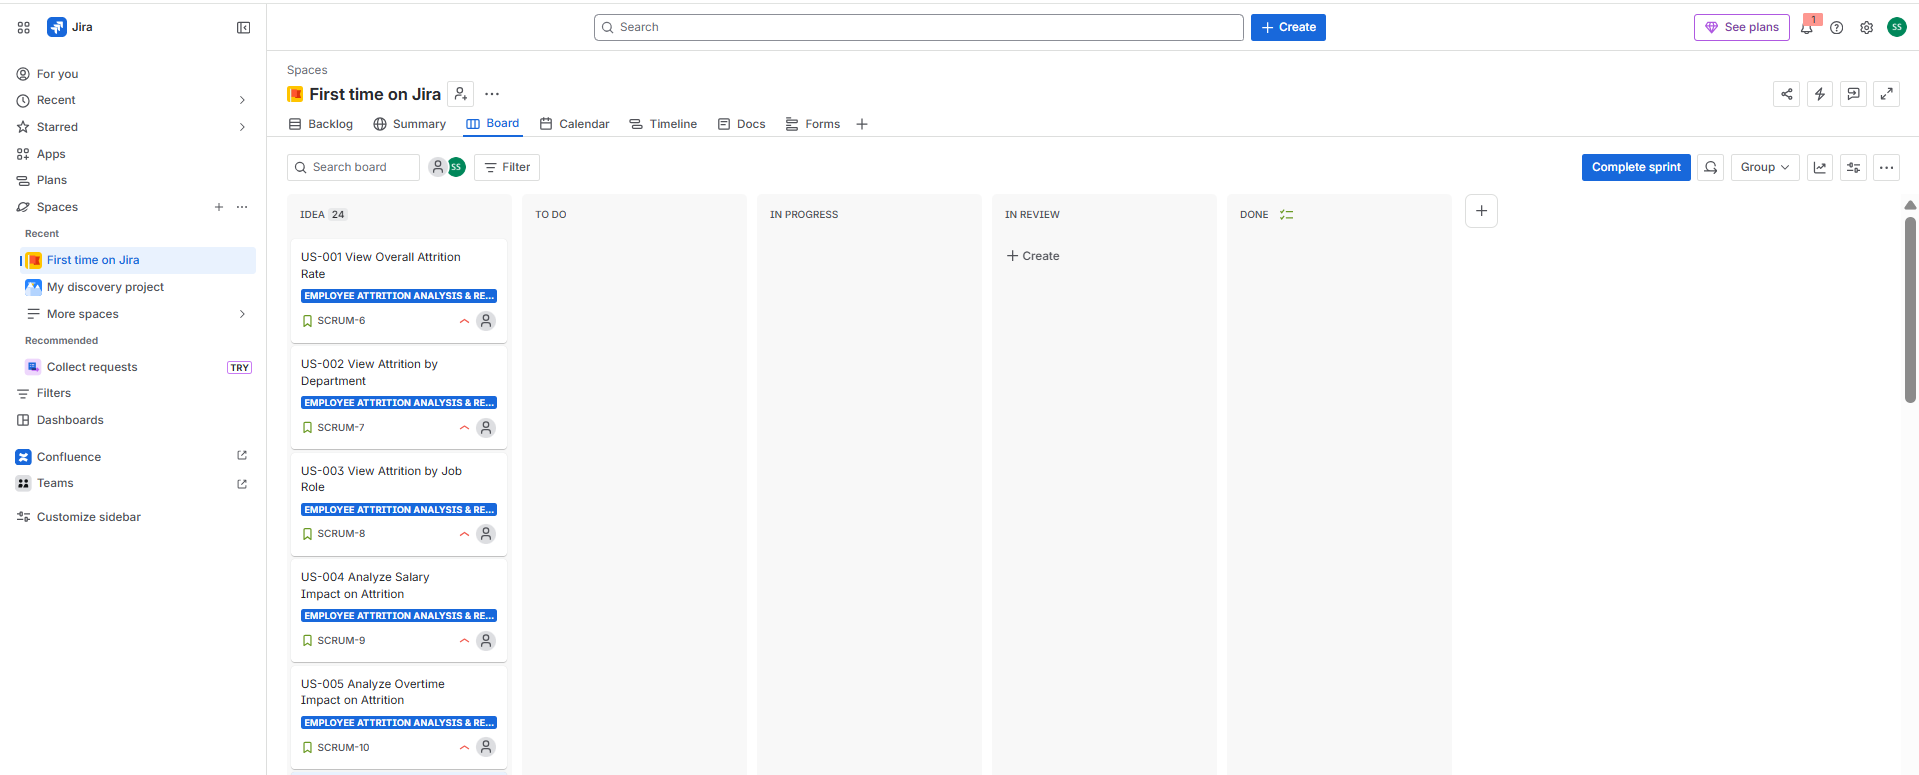 Jira
Search
Create
See plans
1
SS
For you
Recent
Starred
Apps
Plans
Spaces
Recent
First time on Jira
My discovery project
More spaces
Recommended
Collect requests
TRY
Filters
Dashboards
Confluence
Teams
Customize sidebar
Spaces
First time on Jira
Backlog
Summary
Board
Calendar
Timeline
Docs
Forms
Search board
SS
Filter
Complete sprint
Group
IDEA 24
US-001 View Overall Attrition
Rate
EMPLOYEE ATTRITION ANALYSIS & RE...
SCRUM-6
US-002 View Attrition by
Department
EMPLOYEE ATTRITION ANALYSIS & RE...
SCRUM-7
US-003 View Attrition by Job
Role
EMPLOYEE ATTRITION ANALYSIS & RE...
SCRUM-8
US-004 Analyze Salary
Impact on Attrition
EMPLOYEE ATTRITION ANALYSIS & RE...
SCRUM-9
US-005 Analyze Overtime
Impact on Attrition
EMPLOYEE ATTRITION ANALYSIS & RE...
SCRUM-10
TO DO
IN PROGRESS
IN REVIEW
Create
DONE